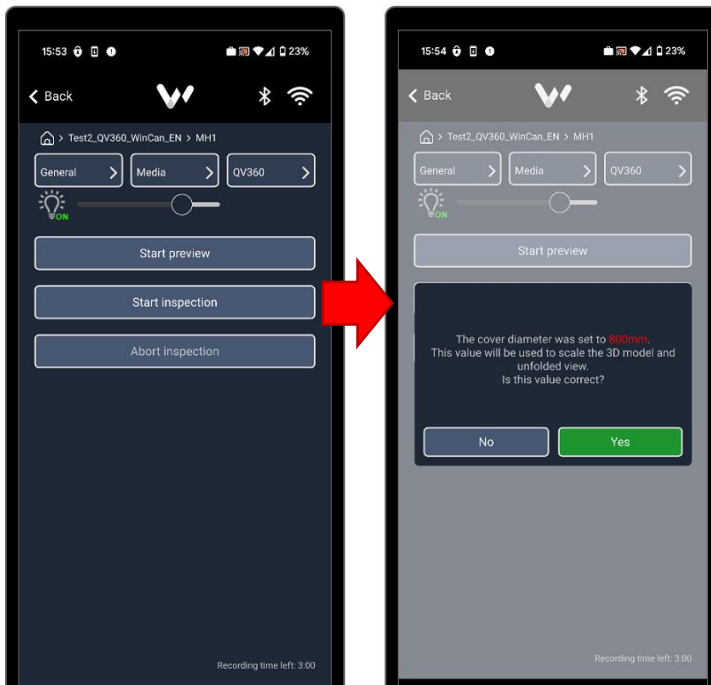 15:53
23%
Back
> Test2_QV360_WinCan_EN > MH1
General
Media
QV360
ON
Start preview
Start inspection
Abort inspection
Recording time left: 3:00
15:54
23%
Back
> Test2_QV360_WinCan_EN > MH1
General
Media
QV360
ON
Start preview
The cover diameter was set to 800mm.
This value will be used to scale the 3D model and
unfolded view.
Is this value correct?
No
Yes
Recording time left: 3:00